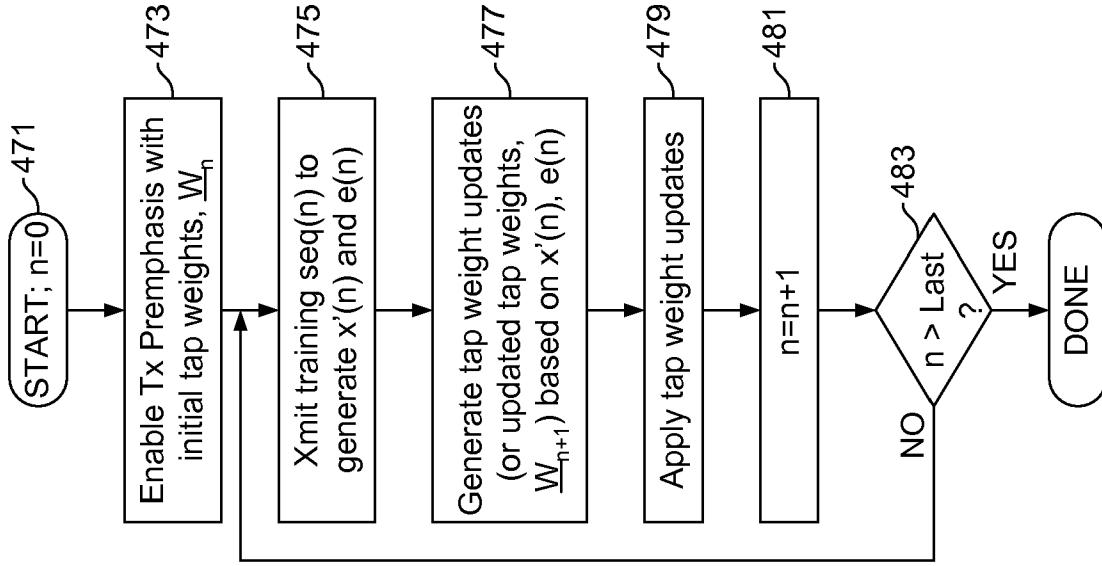 START; n=0
471
Enable Tx Premphasis with
initial tap weights, W_n
473
Xmit training seq(n) to
generate x'(n) and e(n)
475
Generate tap weight updates
(or updated tap weights,
W_n+1) based on x'(n), e(n)
477
Apply tap weight updates
479
n=n+1
481
n > Last
?
483
NO
YES
DONE